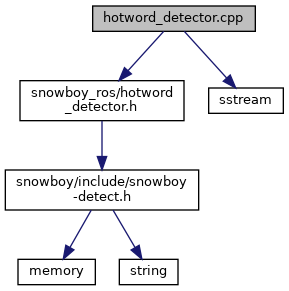 hotword_detector.cpp
snowboy_ros/hotword
_detector.h
sstream
snowboy/include/snowboy
-detect.h
memory
string